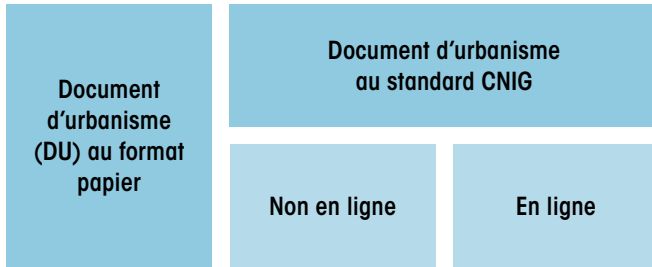 Document
d’urbanisme
(DU) au format
papier
Document d’urbanisme
au standard CNIG
Non en ligne
En ligne